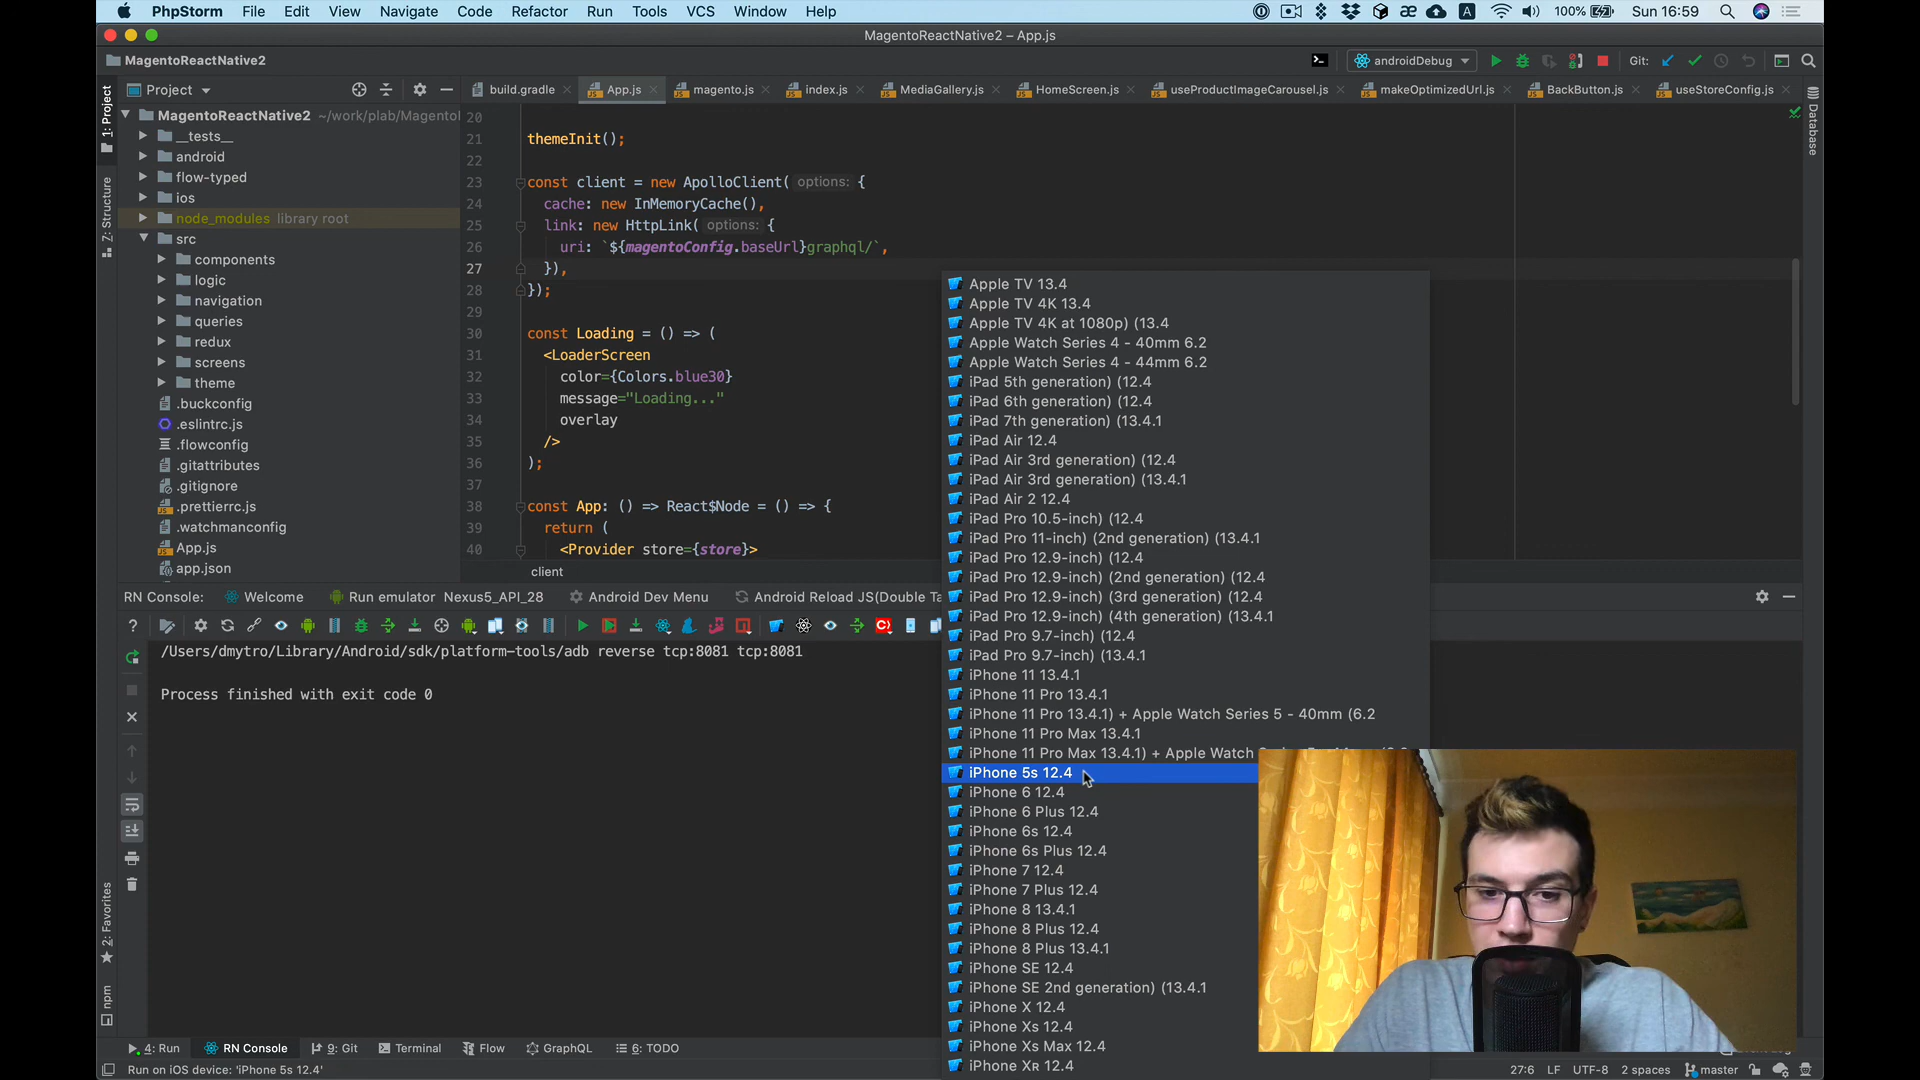 PhpStorm File Edit View Navigate Code Refactor Run Tools VCS Window Help 100% Sun 16:59
MagentoReactNative2 – App.js
MagentoReactNative2 androidDebug Git:
Project build.gradle App.js magento.js index.js MediaGallery.js HomeScreen.js useProductImageCarousel.js makeOptimizedUrl.js BackButton.js useStoreConfig.js
1: Project
7: Structure
2: Favorites
npm
Database
MagentoReactNative2 ~/work/plab/Magento
__tests__
android
flow-typed
ios
node_modules library root
src
components
logic
navigation
queries
redux
screens
theme
.buckconfig
.eslintrc.js
.flowconfig
.gitattributes
.gitignore
.prettierrc.js
.watchmanconfig
App.js
app.json
20
21 themeInit();
22
23 const client = new ApolloClient( options: {
24 cache: new InMemoryCache(),
25 link: new HttpLink( options: {
26 uri: `${magentoConfig.baseUrl}graphql/`,
27 }),
28 });
29
30 const Loading = () => (
31 <LoaderScreen
32 color={Colors.blue30}
33 message="Loading..."
34 overlay
35 />
36 );
37
38 const App: () => React$Node = () => {
39 return (
40 <Provider store={store}>
client
Apple TV 13.4
Apple TV 4K 13.4
Apple TV 4K at 1080p) (13.4
Apple Watch Series 4 - 40mm 6.2
Apple Watch Series 4 - 44mm 6.2
iPad 5th generation) (12.4
iPad 6th generation) (12.4
iPad 7th generation) (13.4.1
iPad Air 12.4
iPad Air 3rd generation) (12.4
iPad Air 3rd generation) (13.4.1
iPad Air 2 12.4
iPad Pro 10.5-inch) (12.4
iPad Pro 11-inch) (2nd generation) (13.4.1
iPad Pro 12.9-inch) (12.4
iPad Pro 12.9-inch) (2nd generation) (12.4
iPad Pro 12.9-inch) (3rd generation) (12.4
iPad Pro 12.9-inch) (4th generation) (13.4.1
iPad Pro 9.7-inch) (12.4
iPad Pro 9.7-inch) (13.4.1
iPhone 11 13.4.1
iPhone 11 Pro 13.4.1
iPhone 11 Pro 13.4.1) + Apple Watch Series 5 - 40mm (6.2
iPhone 11 Pro Max 13.4.1
iPhone 11 Pro Max 13.4.1) + Apple Watch
iPhone 5s 12.4
iPhone 6 12.4
iPhone 6 Plus 12.4
iPhone 6s 12.4
iPhone 6s Plus 12.4
iPhone 7 12.4
iPhone 7 Plus 12.4
iPhone 8 13.4.1
iPhone 8 Plus 12.4
iPhone 8 Plus 13.4.1
iPhone SE 12.4
iPhone SE 2nd generation) (13.4.1
iPhone X 12.4
iPhone Xs 12.4
iPhone Xs Max 12.4
iPhone Xʀ 12.4
RN Console: Welcome Run emulator Nexus5_API_28 Android Dev Menu Android Reload JS(Double Ta
/Users/dmytro/Library/Android/sdk/platform-tools/adb reverse tcp:8081 tcp:8081
Process finished with exit code 0
4: Run RN Console 9: Git Terminal Flow GraphQL 6: TODO
Run on iOS device: 'iPhone 5s 12.4' 27:6 LF UTF-8 2 spaces master